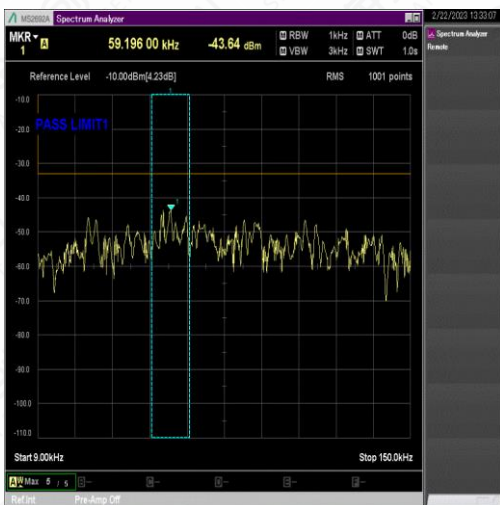 MS2692A Spectrum Analyzer
2/22/2023 13:33:07
MKR 1 A 59.196 00 kHz -43.64 dBm
RBW 1kHz ATT 0dB
VBW 3kHz SWT 1.0s
Spectrum Analyzer
Remote
Reference Level -10.00dBm[4.23dB] RMS 1001 points
1
-10.0
PASS LIMIT1
-20.0
-30.0
-40.0
-50.0
-60.0
-70.0
-80.0
-90.0
-100.0
-110.0
Start 9.00kHz Stop 150.0kHz
A W Max 5 / 5
Ref.Int Pre-Amp Off